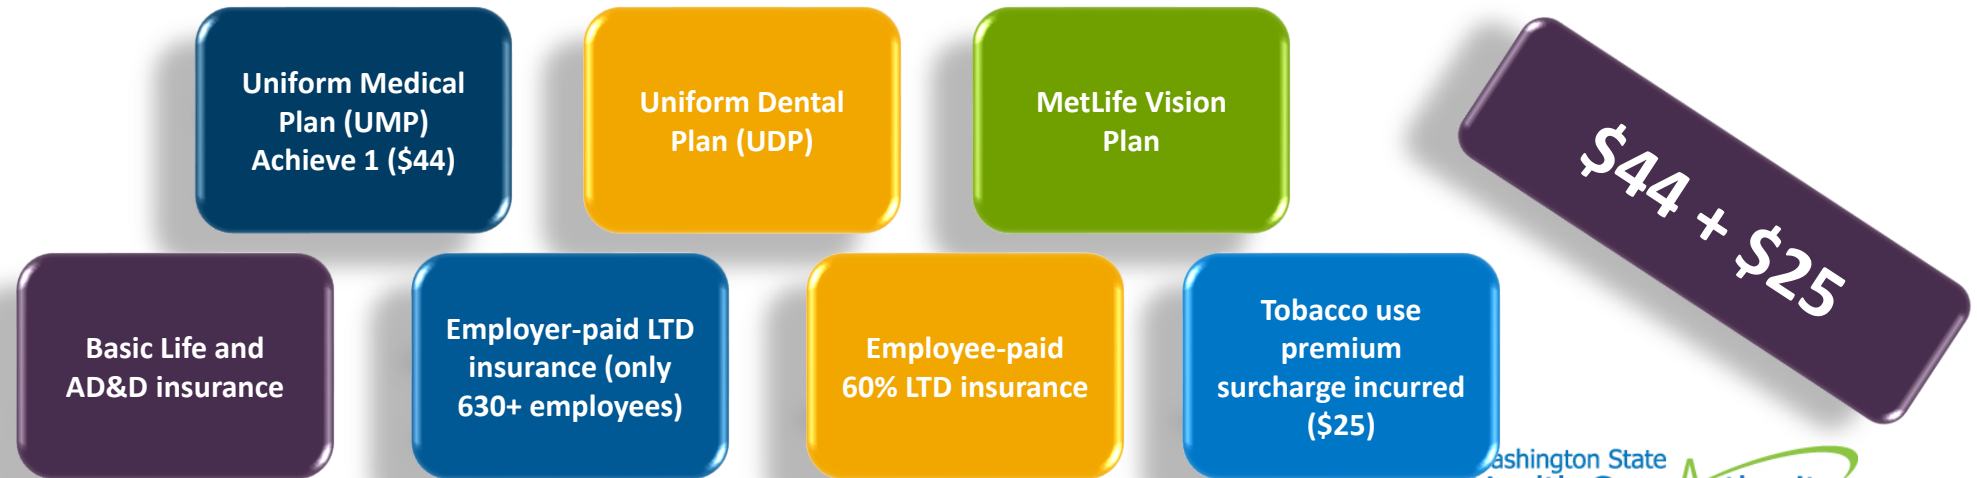 Uniform Medical
Plan (UMP)
Achieve 1 ($44)
Uniform Dental
Plan (UDP)
MetLife Vision
Plan
$44 + $25
Basic Life and
AD&D insurance
Employer-paid LTD
insurance (only
630+ employees)
Employee-paid
60% LTD insurance
Tobacco use
premium
surcharge incurred
($25)
ashington State